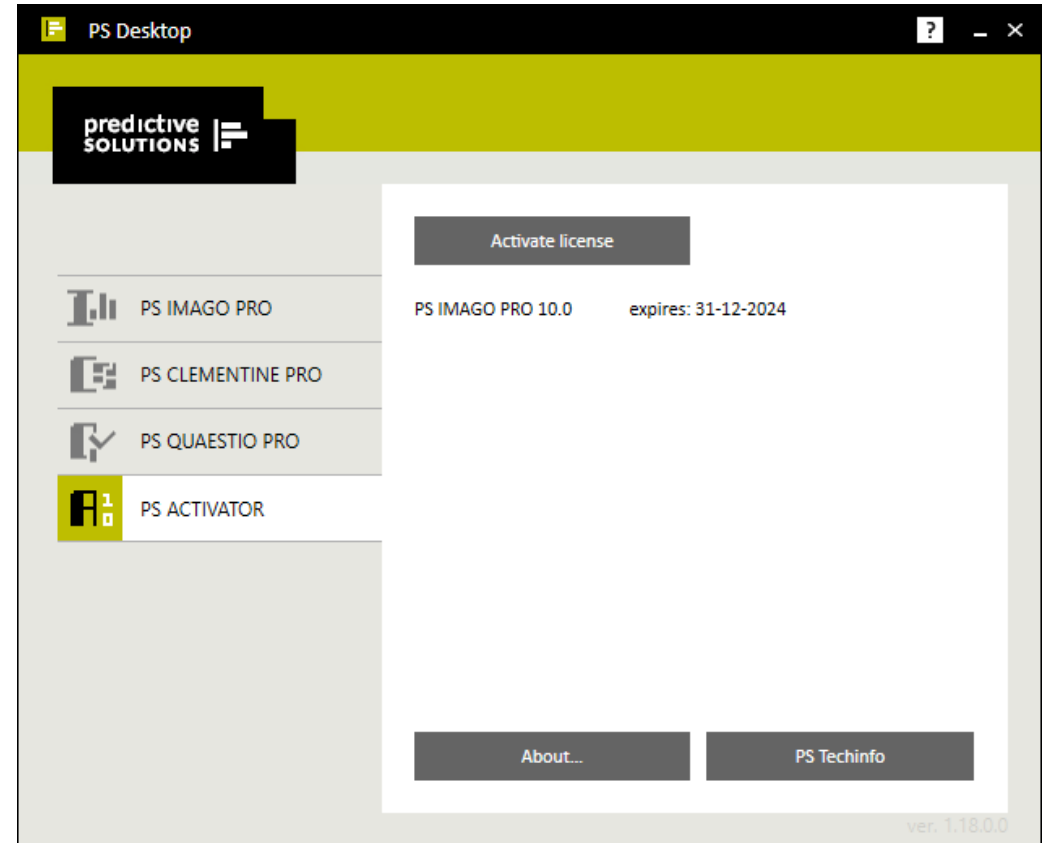 PS Desktop
?
predictive
SOLUTIONS
Activate license
PS IMAGO PRO
PS IMAGO PRO 10.0 expires: 31-12-2024
PS CLEMENTINE PRO
PS QUAESTIO PRO
PS ACTIVATOR
About...
PS Techinfo
ver. 1.18.0.0